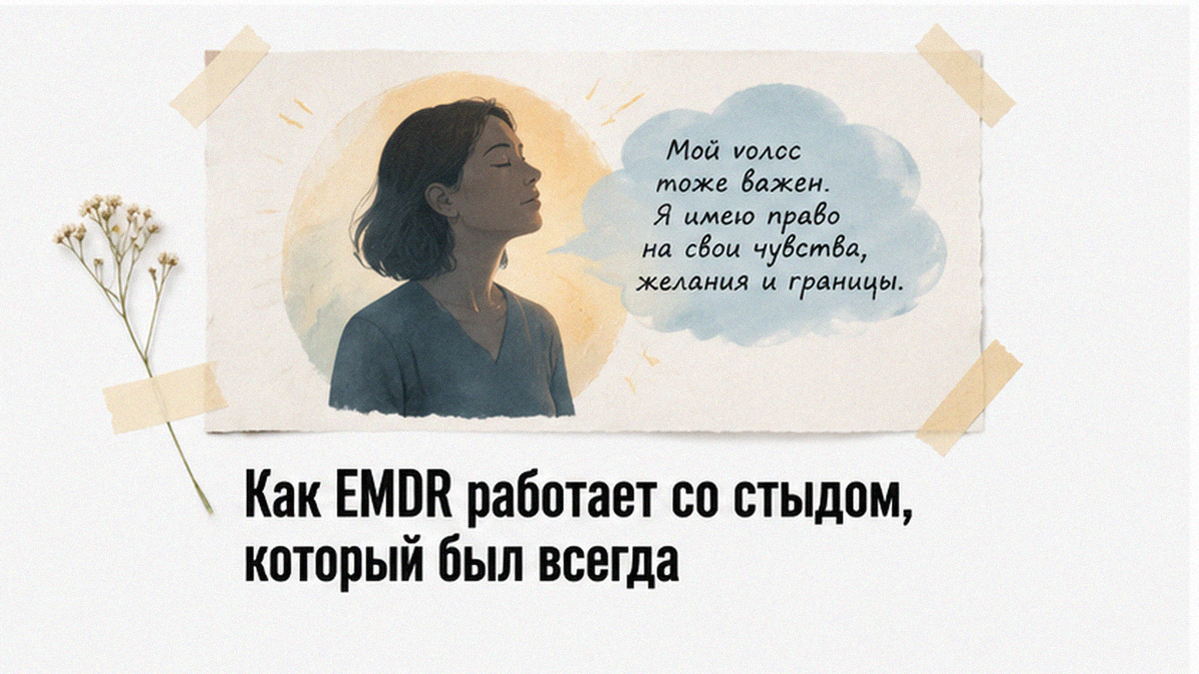 Мой vолсс
тоже важен.
Я имею право
на свои чувства,
желания и границы.
Как EMDR работает со стыдом,
который был всегда